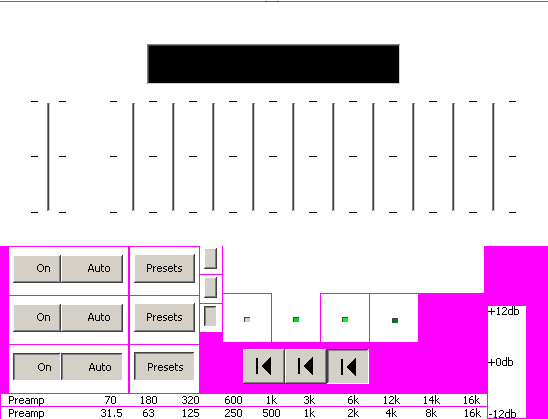 On Auto Presets
On Auto Presets
+12db
On Auto Presets
+0db
Preamp 70 180 320 600 1k 3k 6k 12k 14k 16k
Preamp 31.5 63 125 250 500 1k 2k 4k 8k 16k
-12db